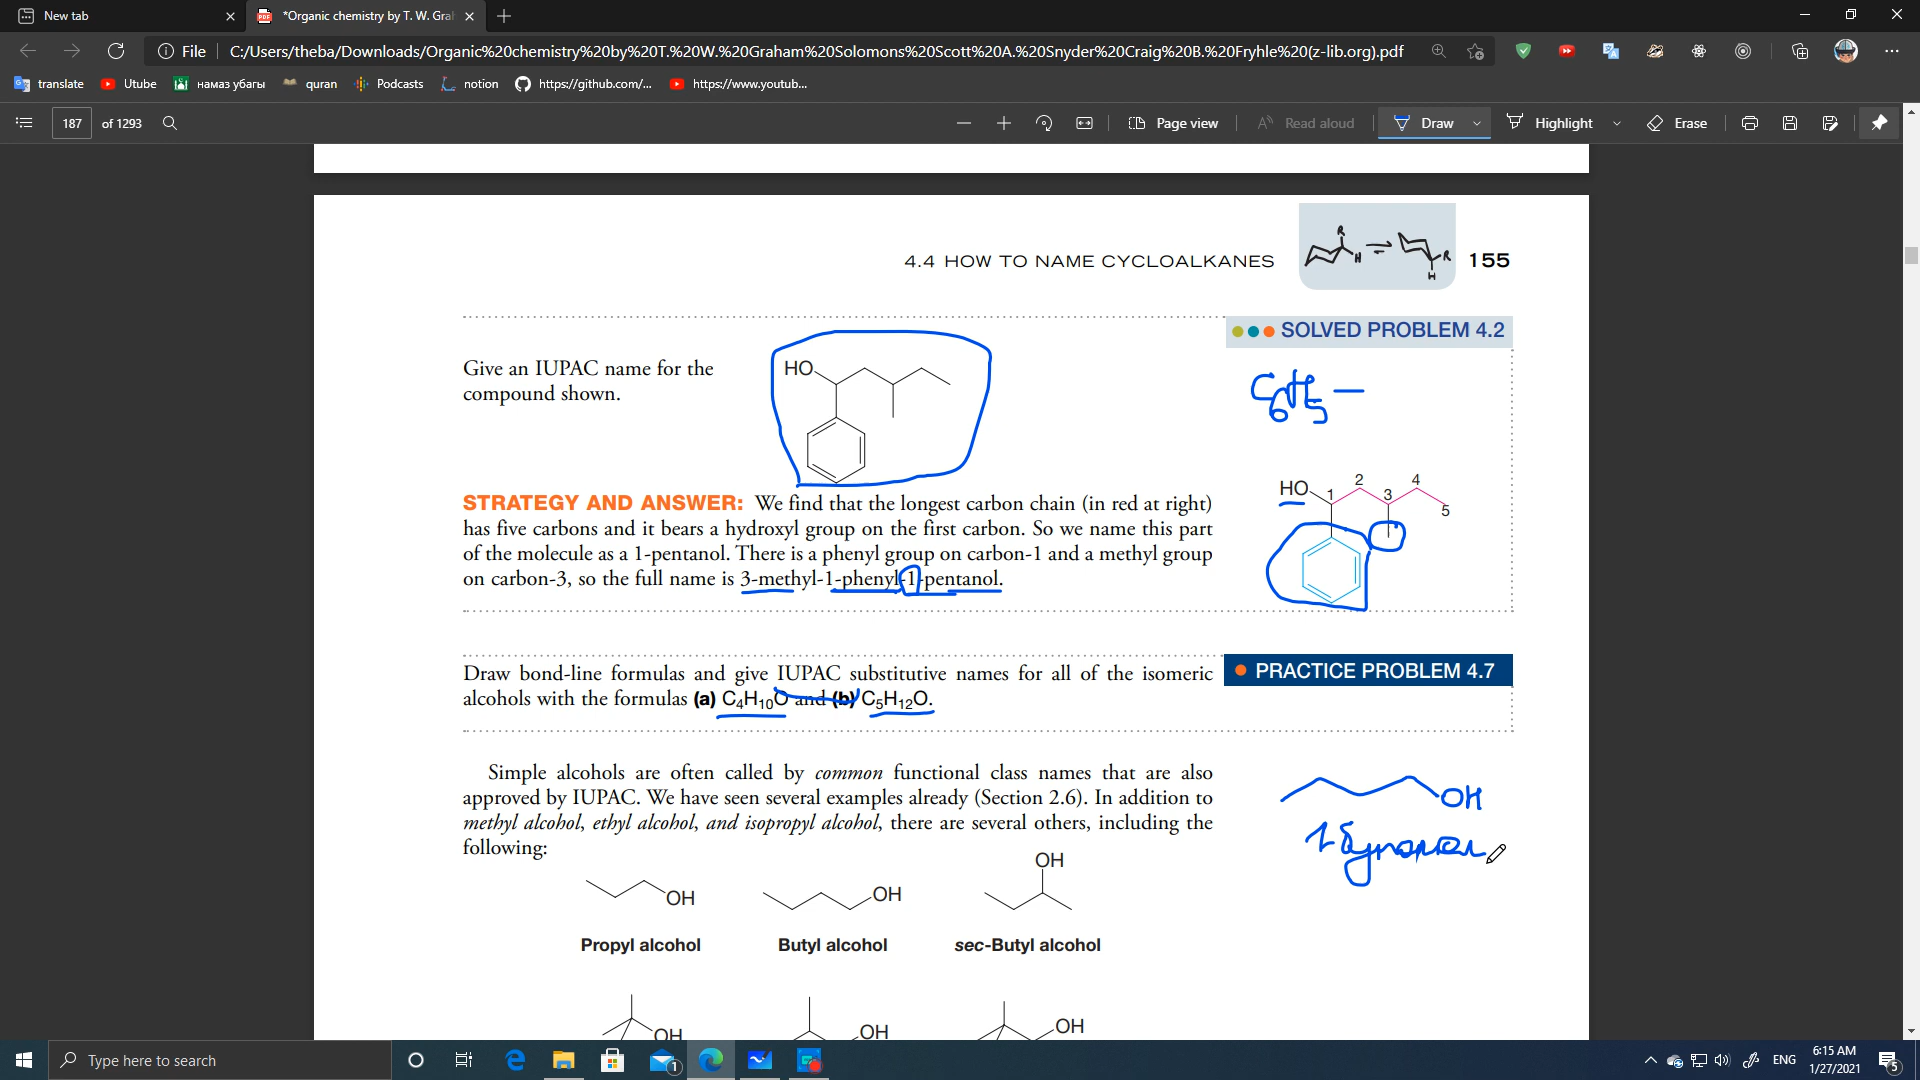 New tab
*Organic chemistry by T. W. Gra
File
C:/Users/theba/Downloads/Organic%20chemistry%20by%20T.%20W.%20Graham%20Solomons%20Scott%20A.%20Snyder%20Craig%20B.%20Fryhle%20(z-lib.org).pdf
translate
Utube
намаз убагы
quran
Podcasts
notion
https://github.com/...
https://www.youtub...
187 of 1293
Page view
Read aloud
Draw
Highlight
Erase
4.4 HOW TO NAME CYCLOALKANES
R
H
R
H
155
SOLVED PROBLEM 4.2
Give an IUPAC name for the
compound shown.
HO
C6H5 —
STRATEGY AND ANSWER: We find that the longest carbon chain (in red at right)
has five carbons and it bears a hydroxyl group on the first carbon. So we name this part
of the molecule as a 1-pentanol. There is a phenyl group on carbon-1 and a methyl group
on carbon-3, so the full name is 3-methyl-1-phenyl-1-pentanol.
HO 1 2 3 4 5
Draw bond-line formulas and give IUPAC substitutive names for all of the isomeric
alcohols with the formulas (a) C4H10O and (b) C5H12O.
PRACTICE PROBLEM 4.7
Simple alcohols are often called by common functional class names that are also
approved by IUPAC. We have seen several examples already (Section 2.6). In addition to
methyl alcohol, ethyl alcohol, and isopropyl alcohol, there are several others, including the
following:
OH
OH
OH
OH
Propyl alcohol
Butyl alcohol
sec-Butyl alcohol
OH
OH
OH
Type here to search
1
ENG
6:15 AM
1/27/2021
5